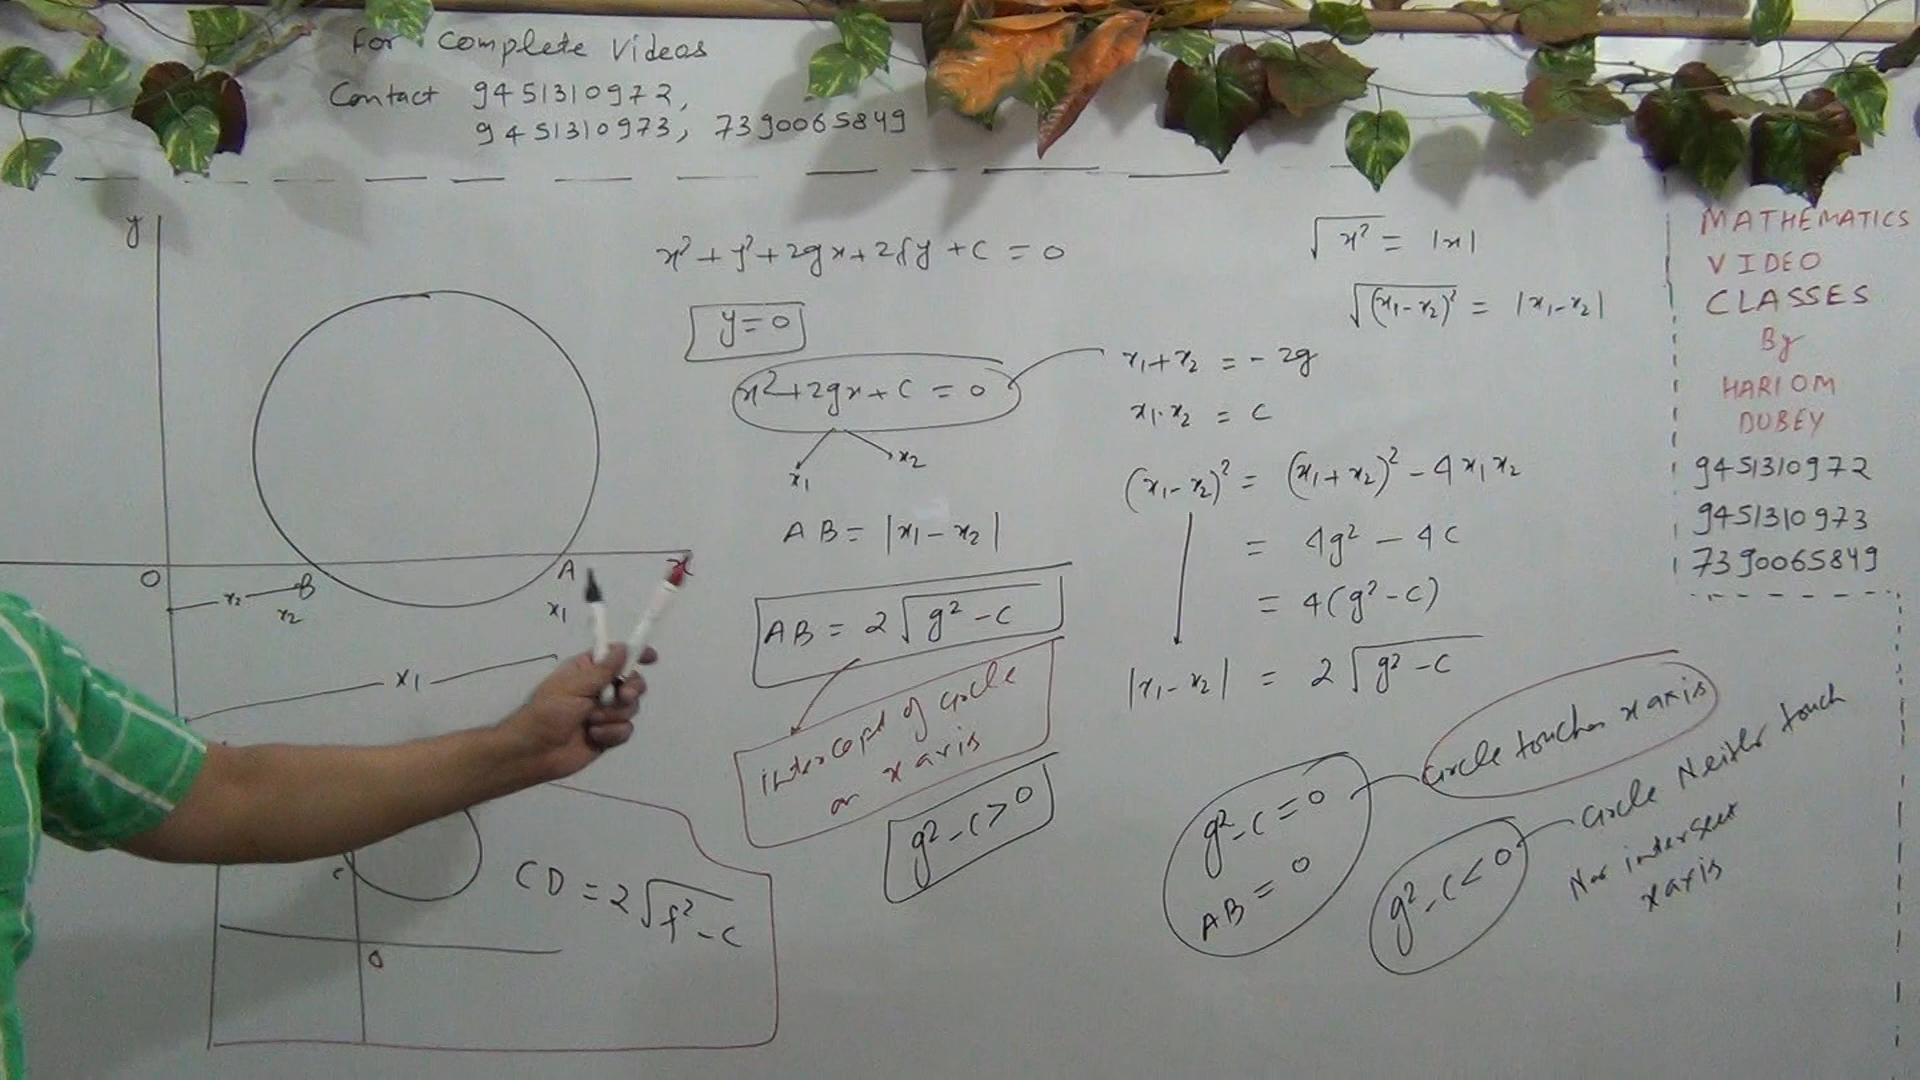 For Complete Videos
Contact 9451310972,
9451310973, 7390065849
y
O
x₂
B
x₂
A
x₁
x
x₁
x²+y²+2gx+2fy+c=0
y=0
x²+2gx+c=0
x₁
x₂
AB=|x₁-x₂|
AB=2√(g²-c)
intercept of circle
on x axis
g²-c>0
√x²=|x|
√(x₁-x₂)²=|x₁-x₂|
x₁+x₂=-2g
x₁.x₂=c
(x₁-x₂)²=(x₁+x₂)²-4x₁x₂
=4g²-4c
=4(g²-c)
|x₁-x₂|=2√(g²-c)
g²-c=0
AB=0
circle touches x axis
g²-c<0
circle Neither touch
Nor intersect
x axis
c
O
CD=2√(f²-c)
MATHEMATICS
VIDEO
CLASSES
By
HARIOM
DUBEY
9451310972
9451310973
7390065849